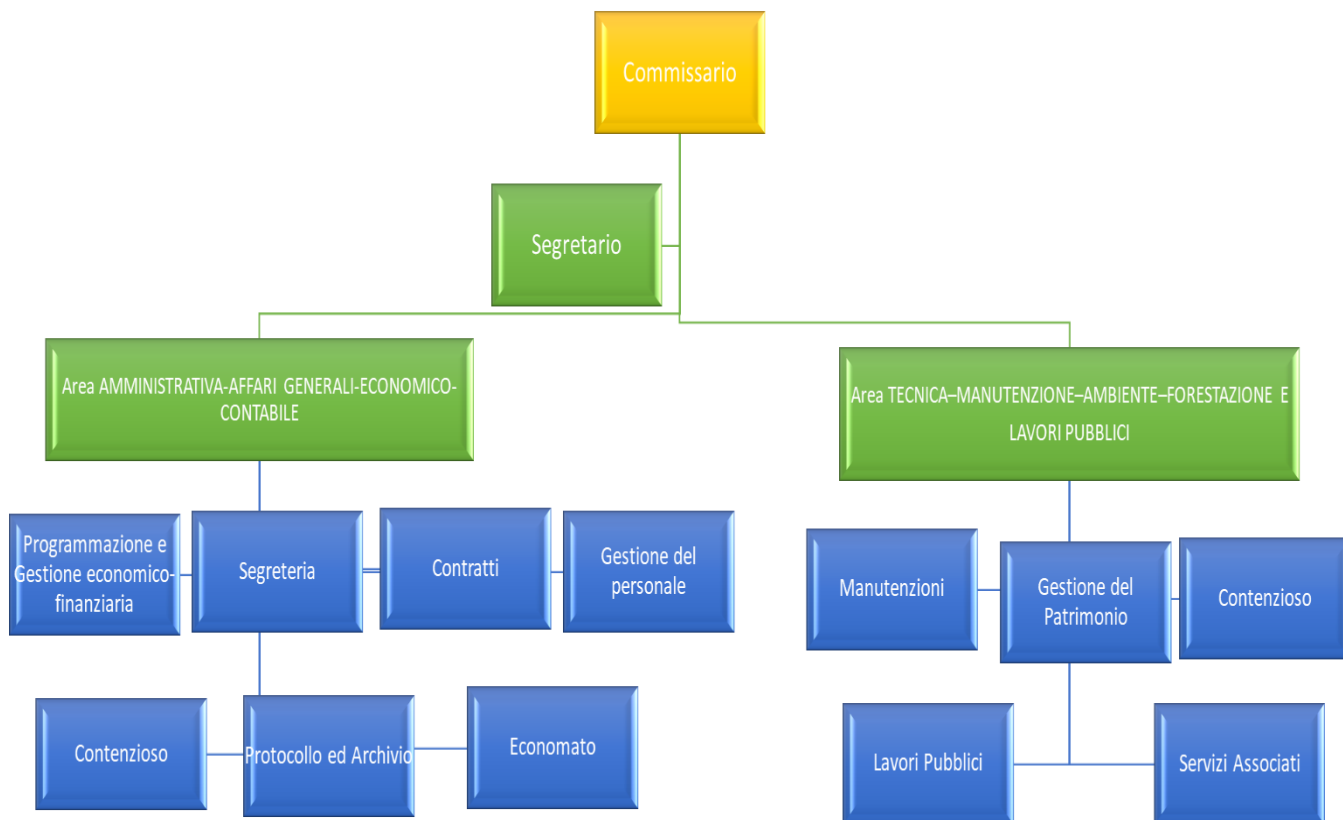 Commissario
Segretario
Area AMMINISTRATIVA-AFFARI GENERALI-ECONOMICO-
CONTABILE
Area TECNICA–MANUTENZIONE–AMBIENTE–FORESTAZIONE E
LAVORI PUBBLICI
Programmazione e
Gestione economico-
finanziaria
Segreteria
Contratti
Gestione del
personale
Manutenzioni
Gestione del
Patrimonio
Contenzioso
Contenzioso
Protocollo ed Archivio
Economato
Lavori Pubblici
Servizi Associati